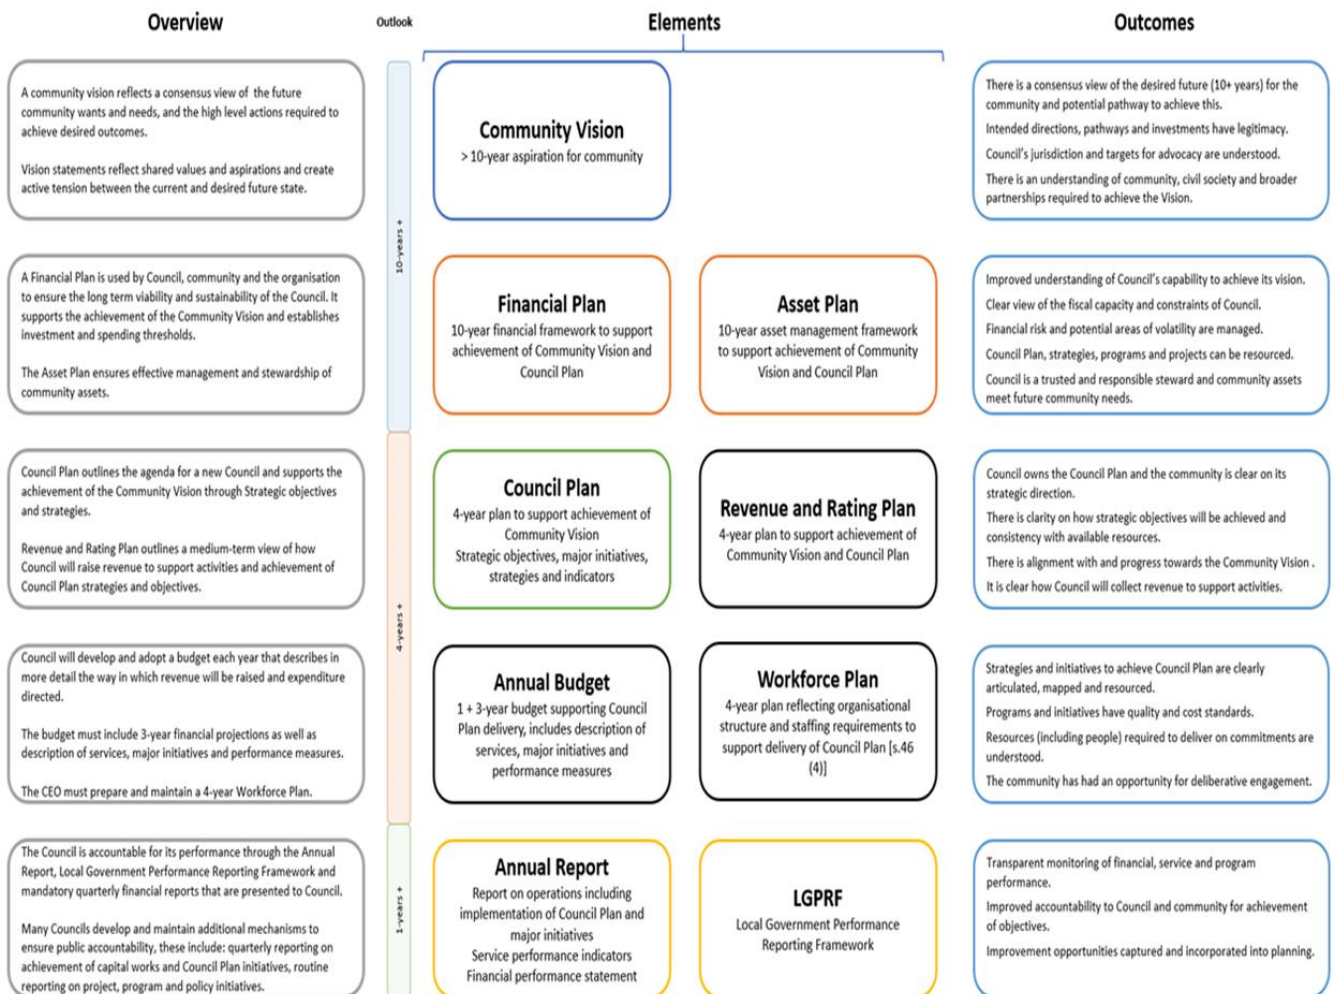 Overview
Outlook
Elements
Outcomes
A community vision reflects a consensus view of the future
community wants and needs, and the high level actions required to
achieve desired outcomes.
Vision statements reflect shared values and aspirations and create
active tension between the current and desired future state.
10-years +
Community Vision
> 10-year aspiration for community
There is a consensus view of the desired future (10+ years) for the
community and potential pathway to achieve this.
Intended directions, pathways and investments have legitimacy.
Council's jurisdiction and targets for advocacy are understood.
There is an understanding of community, civil society and broader
partnerships required to achieve the Vision.
A Financial Plan is used by Council, community and the organisation
to ensure the long term viability and sustainability of the Council. It
supports the achievement of the Community Vision and establishes
investment and spending thresholds.
The Asset Plan ensures effective management and stewardship of
community assets.
Financial Plan
10-year financial framework to support
achievement of Community Vision and
Council Plan
Asset Plan
10-year asset management framework
to support achievement of Community
Vision and Council Plan
Improved understanding of Council's capability to achieve its vision.
Clear view of the fiscal capacity and constraints of Council.
Financial risk and potential areas of volatility are managed.
Council Plan, strategies, programs and projects can be resourced.
Council is a trusted and responsible steward and community assets
meet future community needs.
Council Plan outlines the agenda for a new Council and supports the
achievement of the Community Vision through Strategic objectives
and strategies.
Revenue and Rating Plan outlines a medium-term view of how
Council will raise revenue to support activities and achievement of
Council Plan strategies and objectives.
4-years +
Council Plan
4-year plan to support achievement of
Community Vision
Strategic objectives, major initiatives,
strategies and indicators
Revenue and Rating Plan
4-year plan to support achievement of
Community Vision and Council Plan
Council owns the Council Plan and the community is clear on its
strategic direction.
There is clarity on how strategic objectives will be achieved and
consistency with available resources.
There is alignment with and progress towards the Community Vision .
It is clear how Council will collect revenue to support activities.
Council will develop and adopt a budget each year that describes in
more detail the way in which revenue will be raised and expenditure
directed.
The budget must include 3-year financial projections as well as
description of services, major initiatives and performance measures.
The CEO must prepare and maintain a 4-year Workforce Plan.
Annual Budget
1 + 3-year budget supporting Council
Plan delivery, includes description of
services, major initiatives and
performance measures
Workforce Plan
4-year plan reflecting organisational
structure and staffing requirements to
support delivery of Council Plan [s.46
(4)]
Strategies and initiatives to achieve Council Plan are clearly
articulated, mapped and resourced.
Programs and initiatives have quality and cost standards.
Resources (including people) required to deliver on commitments are
understood.
The community has had an opportunity for deliberative engagement.
The Council is accountable for its performance through the Annual
Report, Local Government Performance Reporting Framework and
mandatory quarterly financial reports that are presented to Council.
Many Councils develop and maintain additional mechanisms to
ensure public accountability, these include: quarterly reporting on
achievement of capital works and Council Plan initiatives, routine
reporting on project, program and policy initiatives.
1-years +
Annual Report
Report on operations including
implementation of Council Plan and
major initiatives
Service performance indicators
Financial performance statement
LGPRF
Local Government Performance
Reporting Framework
Transparent monitoring of financial, service and program
performance.
Improved accountability to Council and community for achievement
of objectives.
Improvement opportunities captured and incorporated into planning.